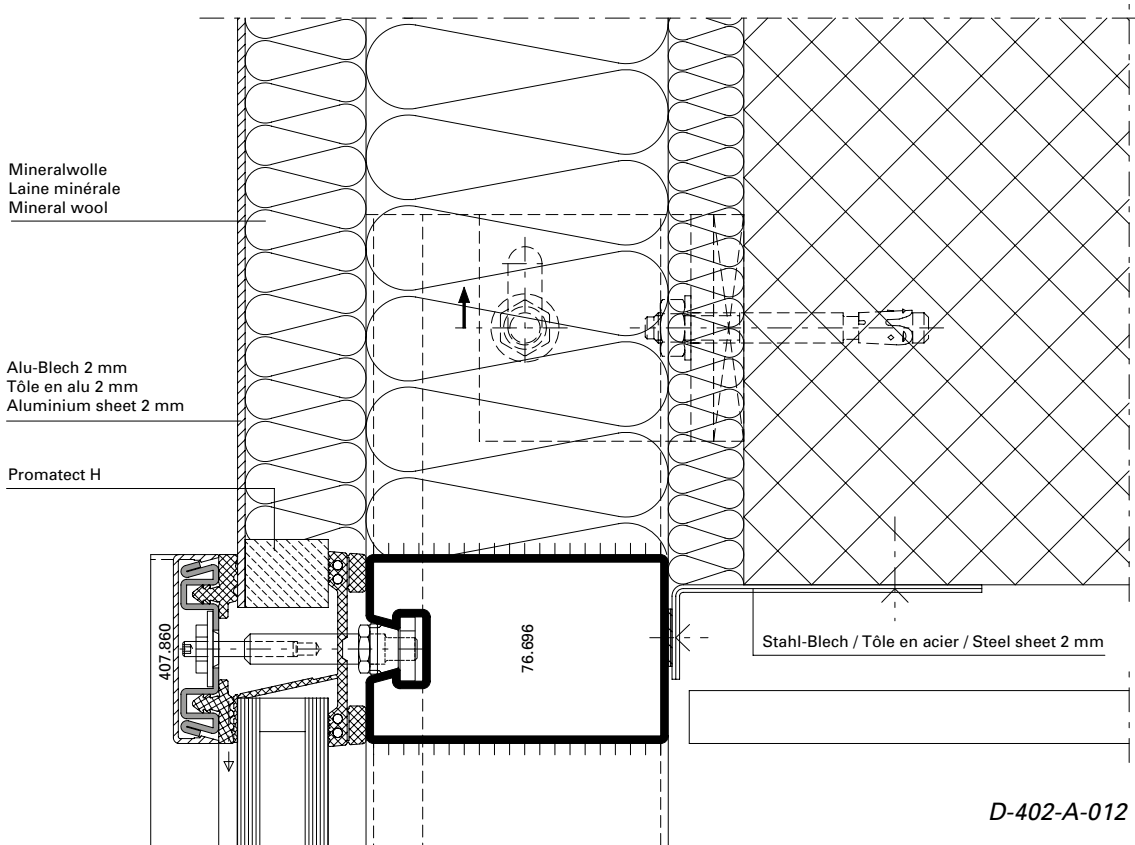 Mineralwolle
Laine minérale
Mineral wool
Alu-Blech 2 mm
Tôle en alu 2 mm
Aluminium sheet 2 mm
Promatect H
407.860
76.696
Stahl-Blech / Tôle en acier / Steel sheet 2 mm
D-402-A-012